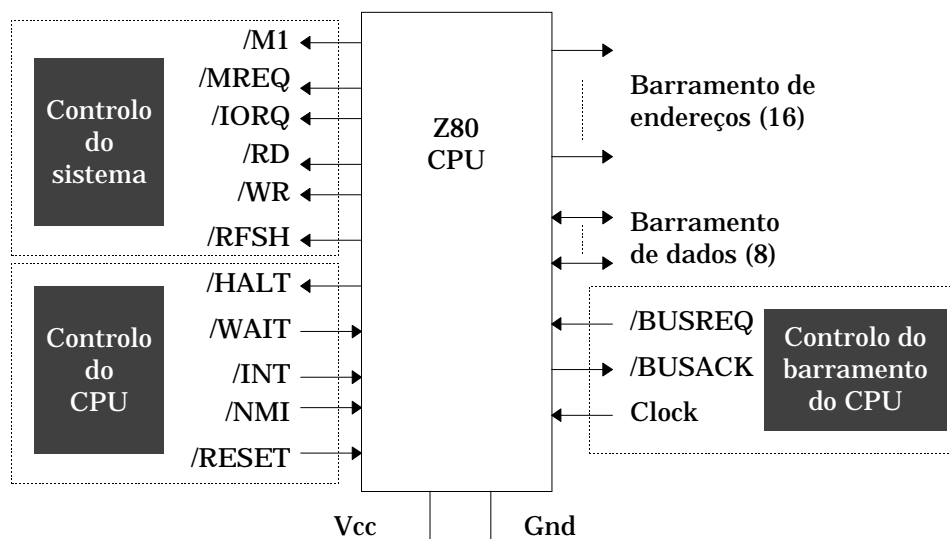 /M1
/MREQ
/IORQ
/RD
/WR
/RFSH
Controlo
do
sistema
/HALT
/WAIT
/INT
/NMI
/RESET
Controlo
do
CPU
Z80
CPU
Barramento de
endereços (16)
Barramento
de dados (8)
/BUSREQ
/BUSACK
Clock
Controlo do
barramento
do CPU
Vcc
Gnd